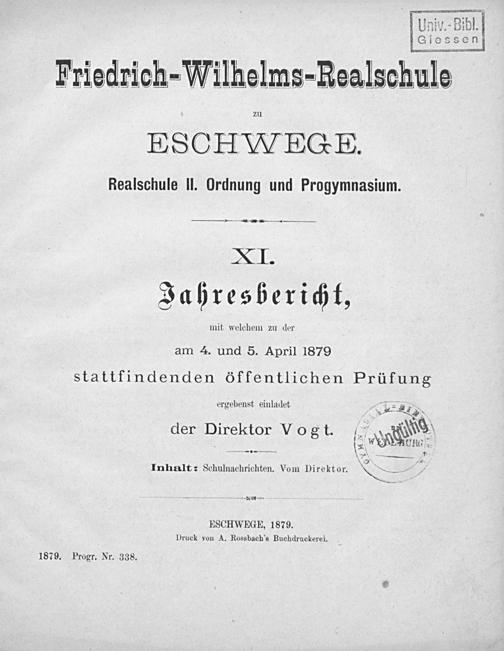 Univ.-Bibl.
Giessen
Friedrich-Wilhelms-Realschule
zu
ESCHWEGE.
Realschule II. Ordnung und Progymnasium.
XI.
Jahresbericht,
mit welchem zu der
am 4. und 5. April 1879
stattfindenden öffentlichen Prüfung
ergebenst einladet
der Direktor Vogt.
Ungültig
Inhalt: Schulnachrichten. Vom Direktor.
ESCHWEGE, 1879.
Druck von A. Rossbach's Buchdruckerei.
1879. Progr. Nr. 338.